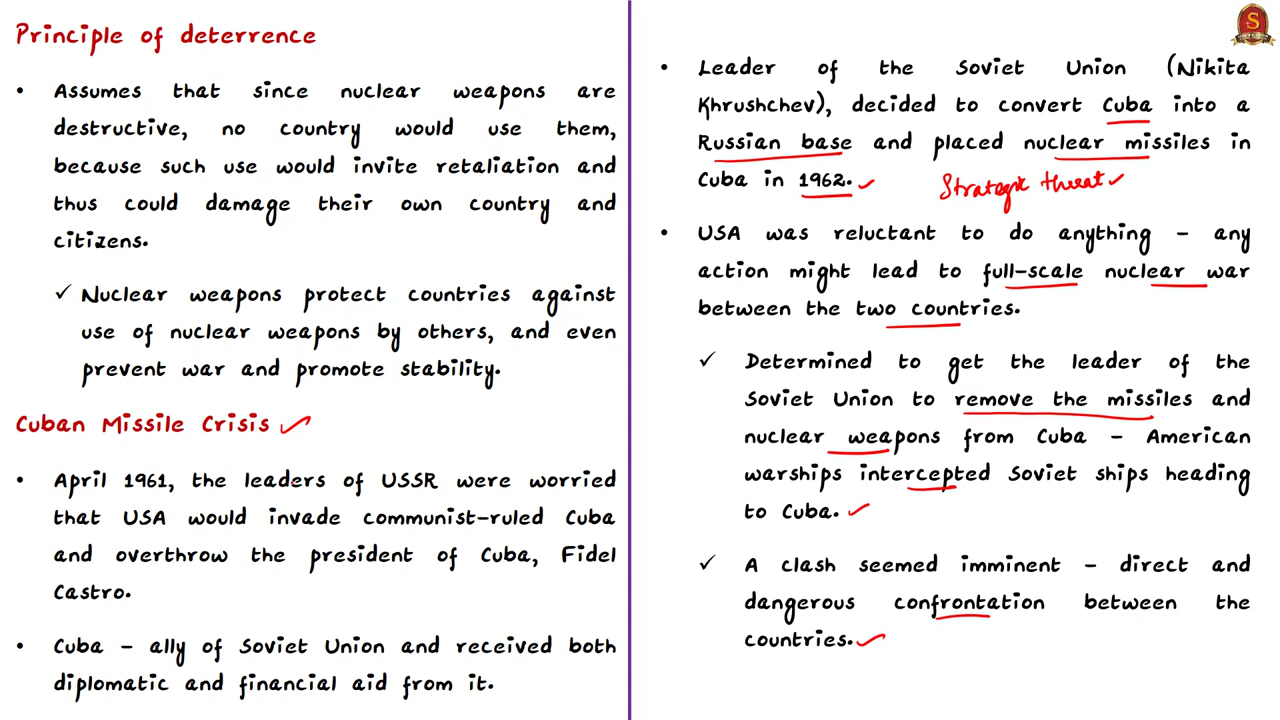 Principle of deterrence
• Assumes that since nuclear weapons are
destructive, no country would use them,
because such use would invite retaliation and
thus could damage their own country and
citizens.
✓ Nuclear weapons protect countries against
use of nuclear weapons by others, and even
prevent war and promote stability.
Cuban Missile Crisis
• April 1961, the leaders of USSR were worried
that USA would invade communist-ruled Cuba
and overthrow the president of Cuba, Fidel
Castro.
• Cuba – ally of Soviet Union and received both
diplomatic and financial aid from it.
• Leader of the Soviet Union (Nikita
Khrushchev), decided to convert Cuba into a
Russian base and placed nuclear missiles in
Cuba in 1962.
Strategic threat
• USA was reluctant to do anything – any
action might lead to full-scale nuclear war
between the two countries.
✓ Determined to get the leader of the
Soviet Union to remove the missiles and
nuclear weapons from Cuba – American
warships intercepted Soviet ships heading
to Cuba.
✓ A clash seemed imminent – direct and
dangerous confrontation between the
countries.
S